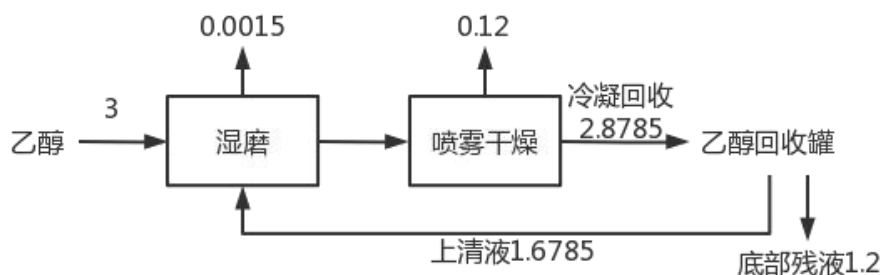 0.0015
0.12
3
冷凝回收
2.8785
乙醇
湿磨
喷雾干燥
乙醇回收罐
上清液1.6785
底部残液1.2